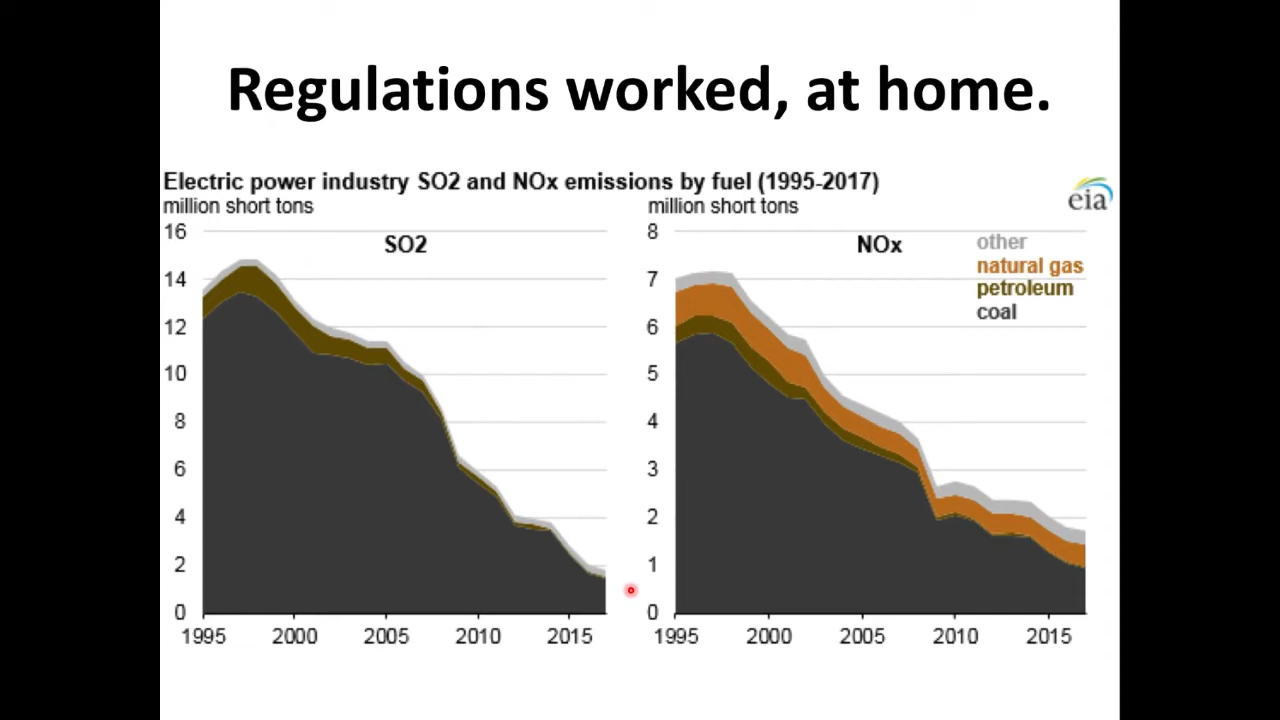 Regulations worked, at home.
Electric power industry SO2 and NOx emissions by fuel (1995-2017)
eia
million short tons
million short tons
SO2
16
14
12
10
8
6
4
2
0
1995
2000
2005
2010
2015
NOx
8
7
6
5
4
3
2
1
0
other
natural gas
petroleum
coal
1995
2000
2005
2010
2015